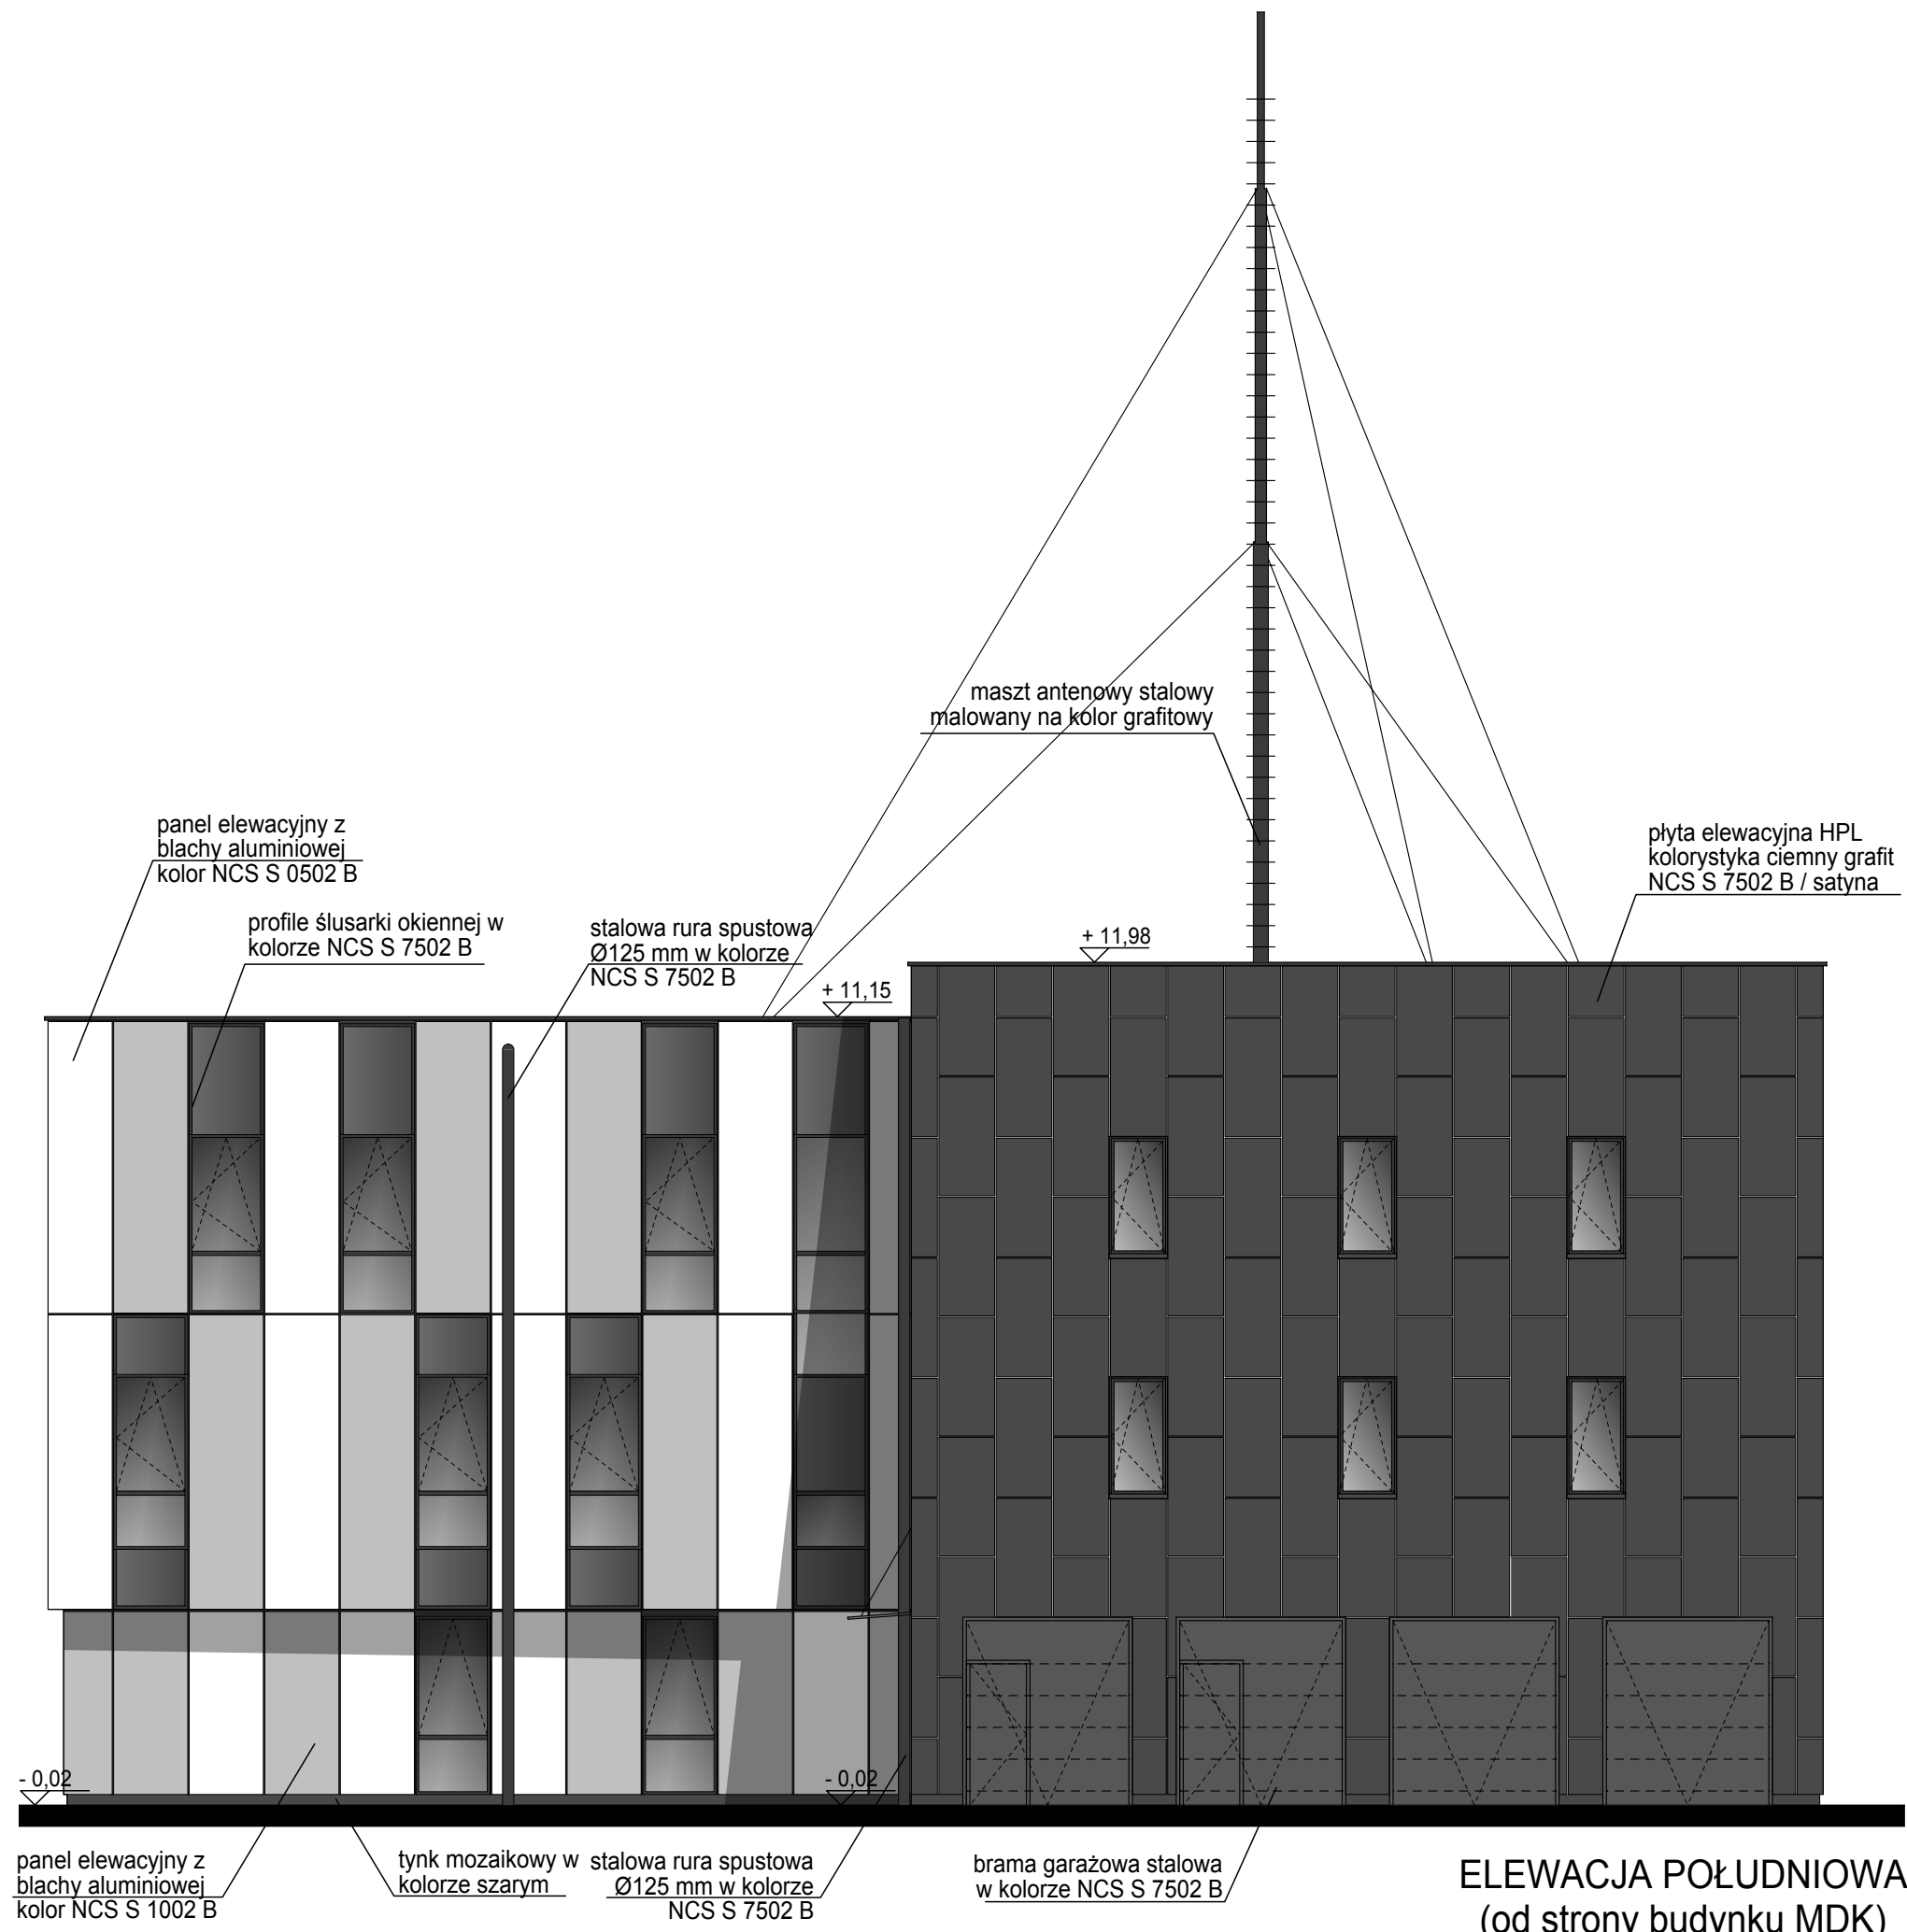 maszt antenowy stalowy
malowany na kolor grafitowy
panel elewacyjny z
blachy aluminiowej
kolor NCS S 0502 B
płyta elewacyjna HPL
kolorystyka ciemny grafit
NCS S 7502 B / satyna
profile ślusarki okiennej w
kolorze NCS S 7502 B
stalowa rura spustowa
Ø125 mm w kolorze
NCS S 7502 B
+ 11,98
+ 11,15
- 0,02
- 0,02
panel elewacyjny z
blachy aluminiowej
kolor NCS S 1002 B
tynk mozaikowy w
kolorze szarym
stalowa rura spustowa
Ø125 mm w kolorze
NCS S 7502 B
brama garażowa stalowa
w kolorze NCS S 7502 B
ELEWACJA POŁUDNIOWA
(od strony budynku MDK)